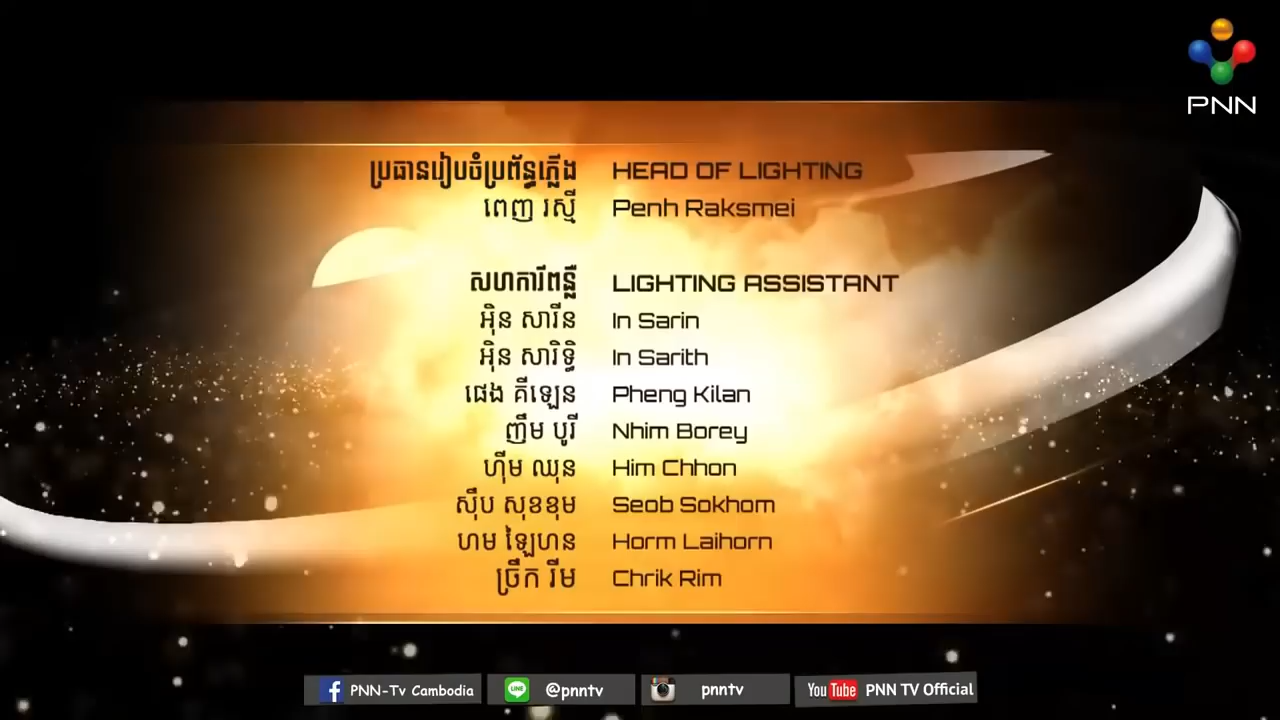 PNN
ប្រធានរៀបចំប្រព័ន្ធភ្លើង HEAD OF LIGHTING
ពេញ រស្មី Penh Raksmei
សហការីពន្លឺ LIGHTING ASSISTANT
អ៊ិន សារីន In Sarin
អ៊ិន សារិទ្ធិ In Sarith
ផេង គីឡេន Pheng Kilan
ញឹម បូរី Nhim Borey
ហ៊ីម ឈុន Him Chhon
ស៊ីប សុខខុម Seob Sokhom
ហម ឡៃហន Horm Laihorn
ច្រឹក រីម Chrik Rim
PNN-Tv Cambodia LINE @pnntv pnntv YouTube PNN TV Official